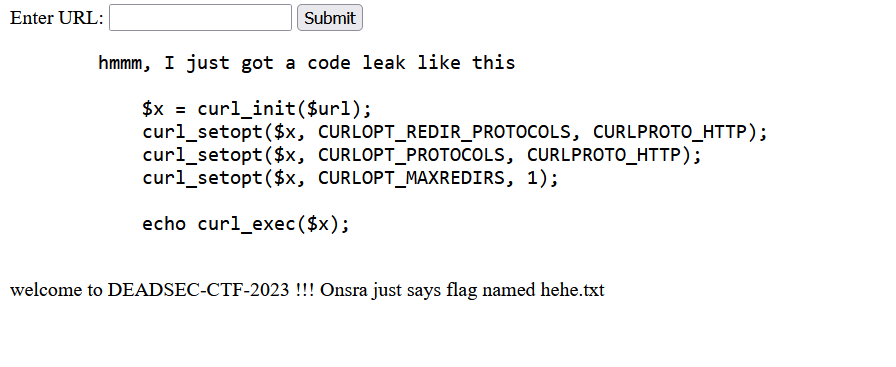 Enter URL: Submit
hmmm, I just got a code leak like this
$x = curl_init($url);
curl_setopt($x, CURLOPT_REDIR_PROTOCOLS, CURLPROTO_HTTP);
curl_setopt($x, CURLOPT_PROTOCOLS, CURLPROTO_HTTP);
curl_setopt($x, CURLOPT_MAXREDIRS, 1);
echo curl_exec($x);
welcome to DEADSEC-CTF-2023 !!! Onsra just says flag named hehe.txt